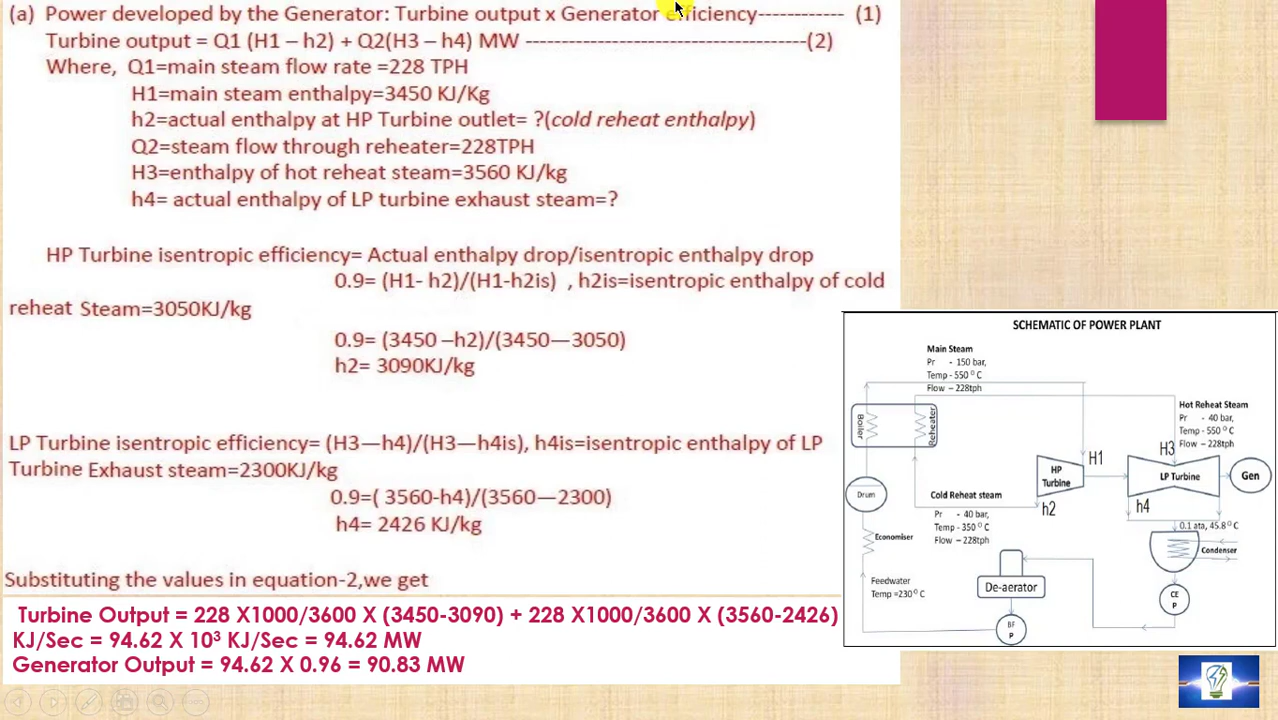 (a) Power developed by the Generator: Turbine output x Generator efficiency------------ (1)
Turbine output = Q1 (H1 – h2) + Q2(H3 – h4) MW ---------------------------------------(2)
Where, Q1=main steam flow rate =228 TPH
H1=main steam enthalpy=3450 KJ/Kg
h2=actual enthalpy at HP Turbine outlet= ?(cold reheat enthalpy)
Q2=steam flow through reheater=228TPH
H3=enthalpy of hot reheat steam=3560 KJ/kg
h4= actual enthalpy of LP turbine exhaust steam=?
HP Turbine isentropic efficiency= Actual enthalpy drop/isentropic enthalpy drop
0.9= (H1- h2)/(H1-h2is) , h2is=isentropic enthalpy of cold
reheat Steam=3050KJ/kg
0.9= (3450 –h2)/(3450—3050)
h2= 3090KJ/kg
LP Turbine isentropic efficiency= (H3—h4)/(H3—h4is), h4is=isentropic enthalpy of LP
Turbine Exhaust steam=2300KJ/kg
0.9=( 3560-h4)/(3560—2300)
h4= 2426 KJ/kg
Substituting the values in equation-2,we get
Turbine Output = 228 X1000/3600 X (3450-3090) + 228 X1000/3600 X (3560-2426)
KJ/Sec = 94.62 X 10³ KJ/Sec = 94.62 MW
Generator Output = 94.62 X 0.96 = 90.83 MW
SCHEMATIC OF POWER PLANT
Main Steam
Pr - 150 bar,
Temp - 550 ⁰ C
Flow – 228tph
Hot Reheat Steam
Pr - 40 bar,
Temp - 550 ⁰ C
Flow – 228tph
Boiler
Reheater
H1
H3
HP
Turbine
LP Turbine
Gen
Drum
h2
h4
Cold Reheat steam
Pr - 40 bar,
Temp - 350 ⁰ C
Flow – 228tph
0.1 ata, 45.8⁰ C
Condenser
Economiser
Feedwater
Temp =230⁰ C
De-aerator
CE
P
BF
P